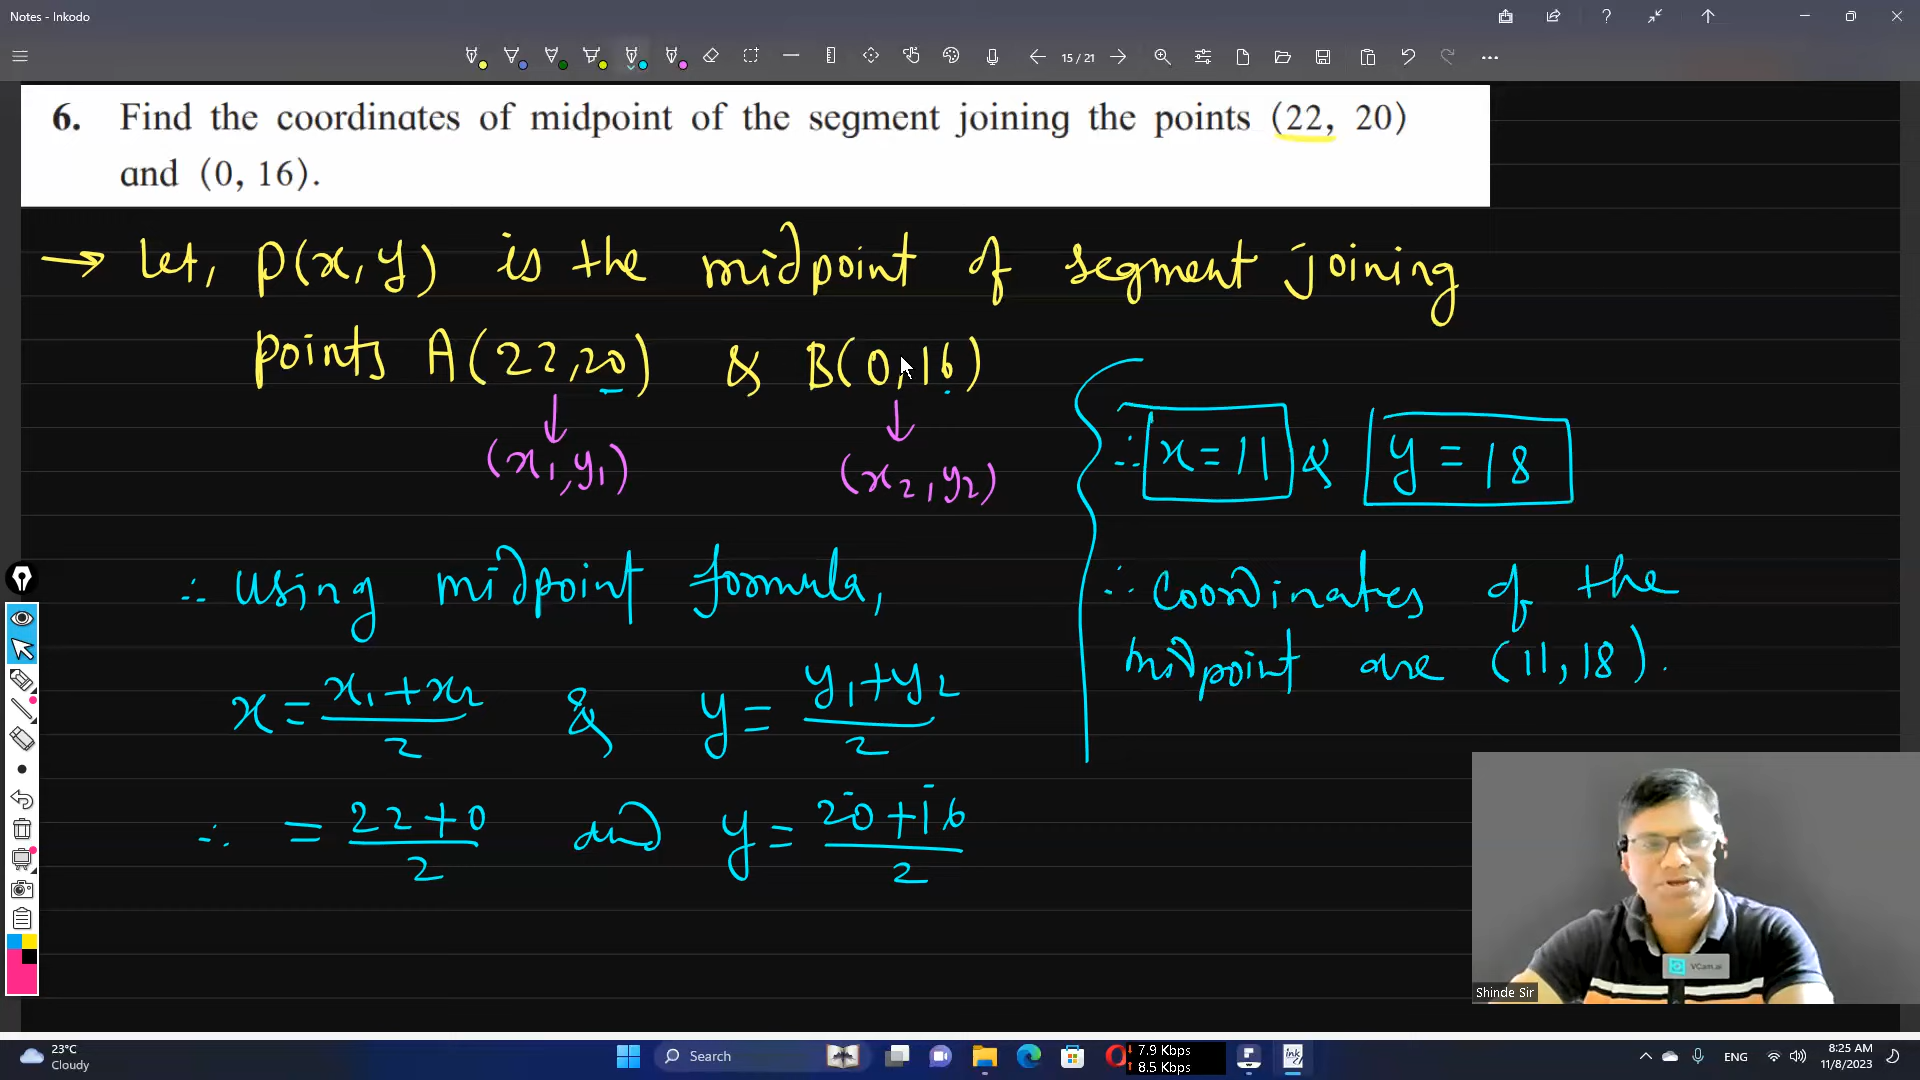 Notes - Inkodo
15 / 21
6. Find the coordinates of midpoint of the segment joining the points (22, 20)
and (0, 16).
→ Let, P(x, y) is the midpoint of segment joining
points A(22,20) & B(0,16)
(x1, y1) (x2, y2)
∴ using midpoint formula,
x = x1+x2/2 & y = y1+y2/2
∴ = 22+0/2 and y = 20+16/2
∴ x = 11 & y = 18
∴ coordinates of the
midpoint are (11,18).
VCam.ai
Shinde Sir
23°C
Cloudy
Search
7.9 Kbps
8.5 Kbps
ink
ENG
8:25 AM
11/8/2023